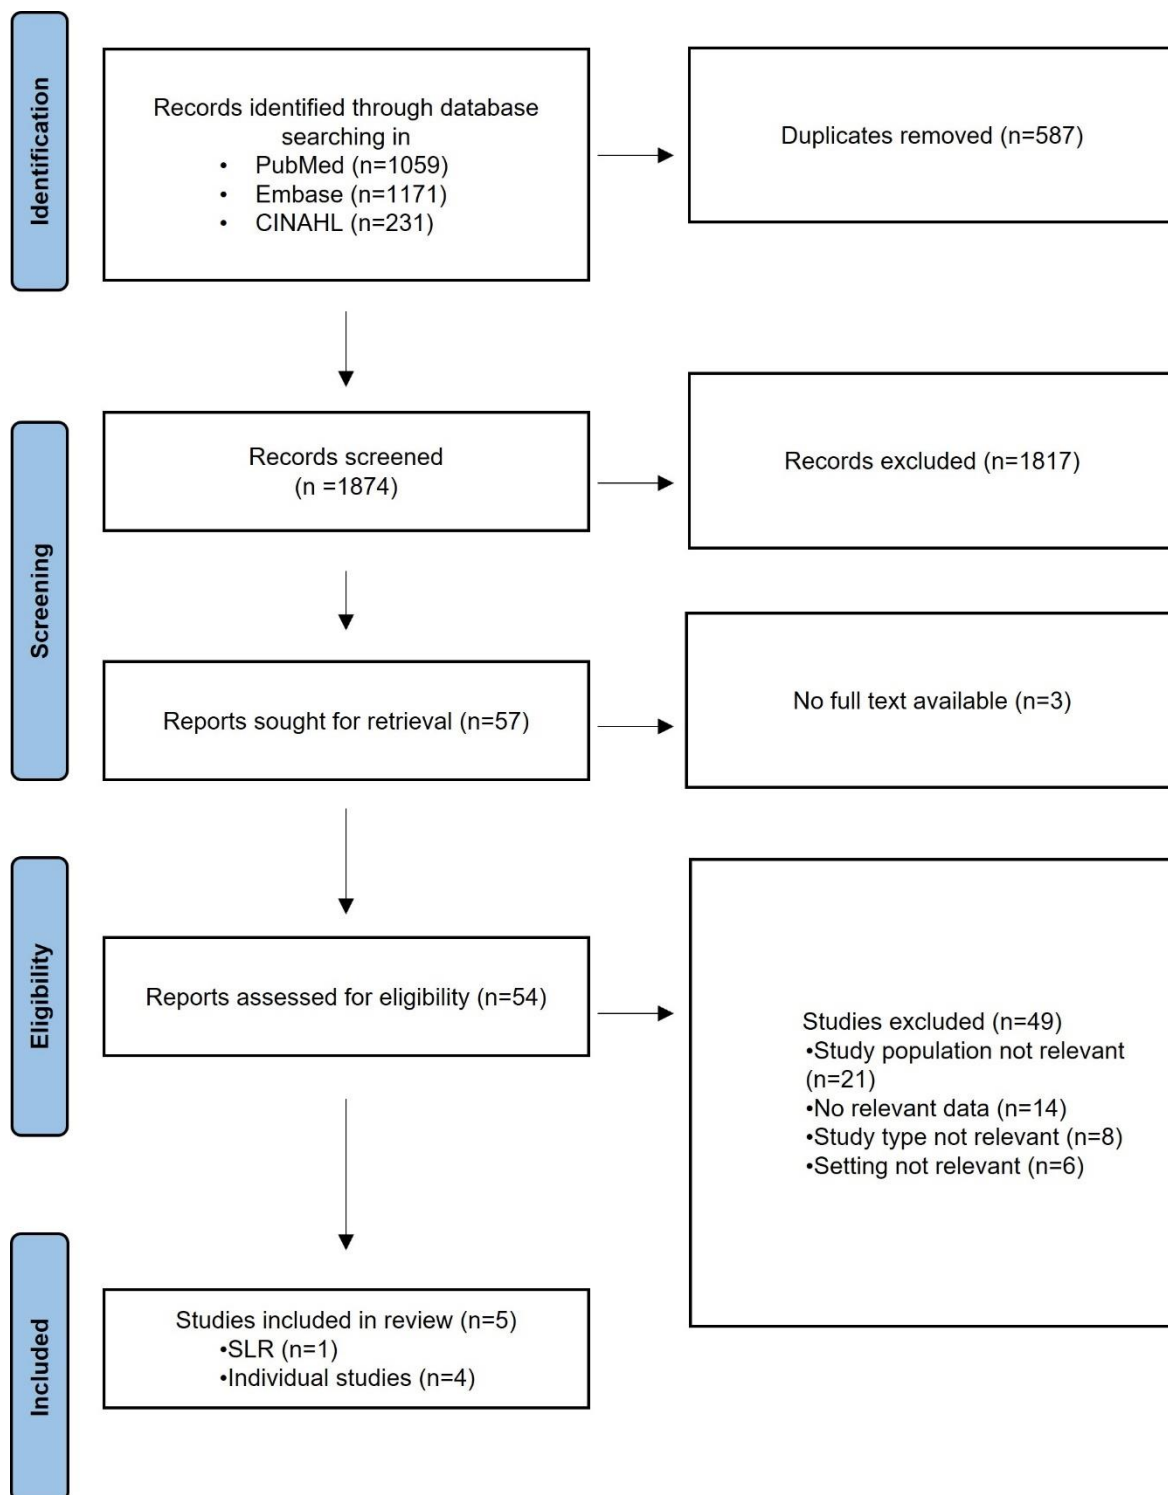 Identification
Records identified through database
searching in
• PubMed (n=1059)
• Embase (n=1171)
• CINAHL (n=231)
Duplicates removed (n=587)
Screening
Records screened
(n =1874)
Records excluded (n=1817)
Reports sought for retrieval (n=57)
No full text available (n=3)
Eligibility
Reports assessed for eligibility (n=54)
Studies excluded (n=49)
•Study population not relevant
(n=21)
•No relevant data (n=14)
•Study type not relevant (n=8)
•Setting not relevant (n=6)
Included
Studies included in review (n=5)
•SLR (n=1)
•Individual studies (n=4)